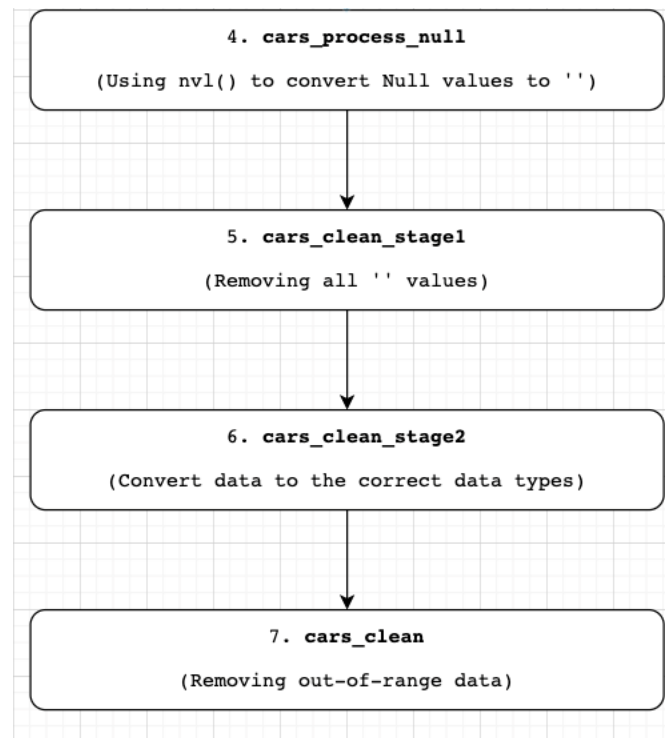 4. cars_process_null
(Using nvl() to convert Null values to '')
5. cars_clean_stage1
(Removing all '' values)
6. cars_clean_stage2
(Convert data to the correct data types)
7. cars_clean
(Removing out-of-range data)